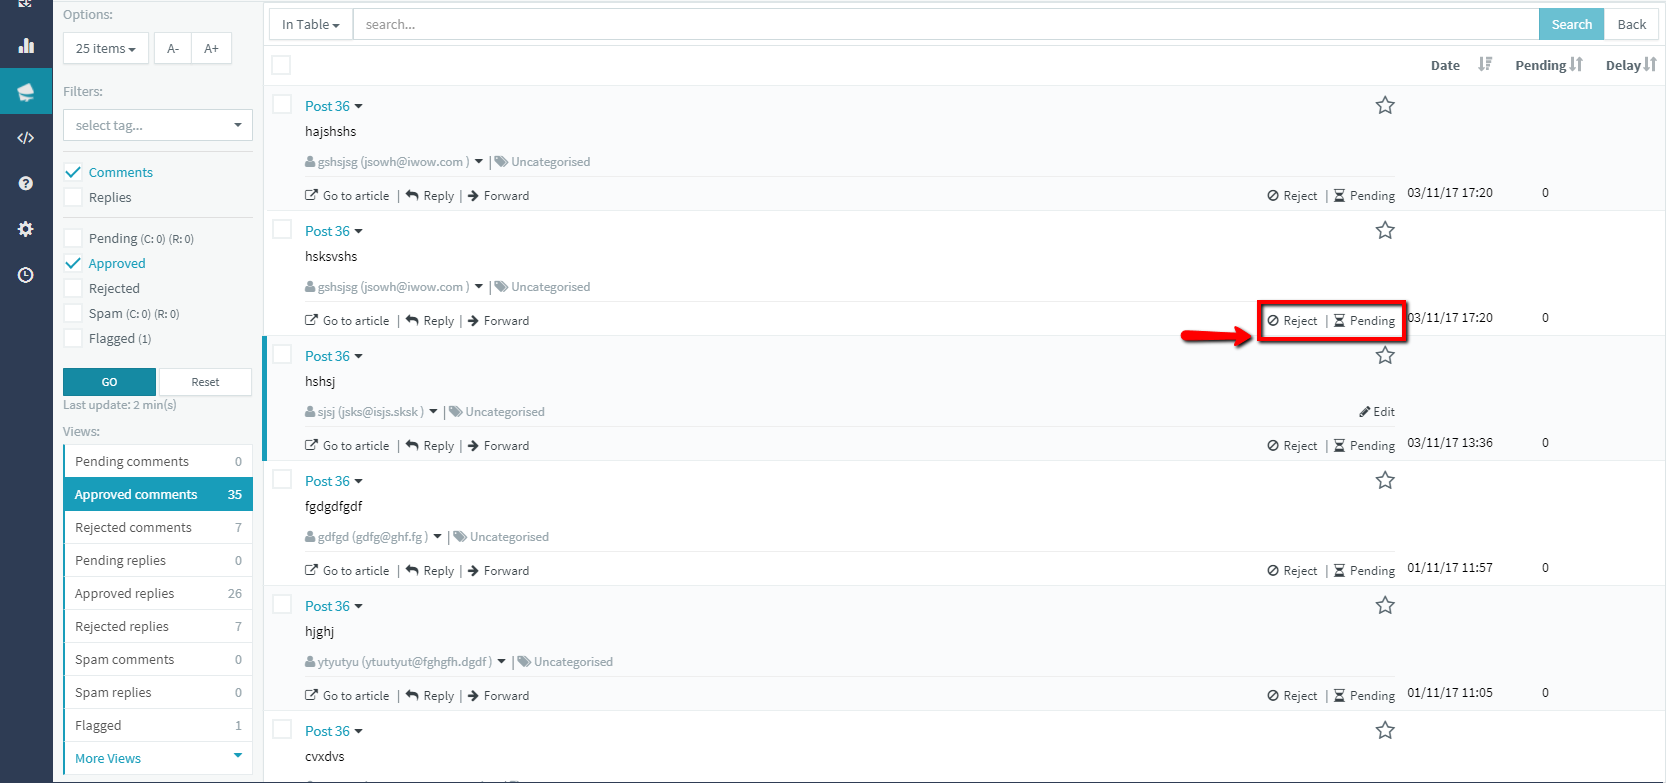 Options:
25 items
A-
A+
Filters:
select tag...
Comments
Replies
Pending (C: 0) (R: 0)
Approved
Rejected
Spam (C: 0) (R: 0)
Flagged (1)
GO
Reset
Last update: 2 min(s)
Views:
Pending comments 0
Approved comments 35
Rejected comments 7
Pending replies 0
Approved replies 26
Rejected replies 7
Spam comments 0
Spam replies 0
Flagged 1
More Views
In Table
search...
Search
Back
Date
Pending
Delay
Post 36
hajshshs
gshsjsg (jsowh@iwow.com ) | Uncategorised
Go to article | Reply | Forward
Reject | Pending
03/11/17 17:20
0
Post 36
hsksvshs
gshsjsg (jsowh@iwow.com ) | Uncategorised
Go to article | Reply | Forward
Reject | Pending
03/11/17 17:20
0
Post 36
hshsj
sjsj (jsks@isjs.sksk ) | Uncategorised
Edit
Go to article | Reply | Forward
Reject | Pending
03/11/17 13:36
0
Post 36
fgdgdfgdf
gdfgd (gdfg@ghf.fg ) | Uncategorised
Go to article | Reply | Forward
Reject | Pending
01/11/17 11:57
0
Post 36
hjghj
ytyutyu (ytuutyut@fghgfh.dgdf ) | Uncategorised
Go to article | Reply | Forward
Reject | Pending
01/11/17 11:05
0
Post 36
cvxdvs